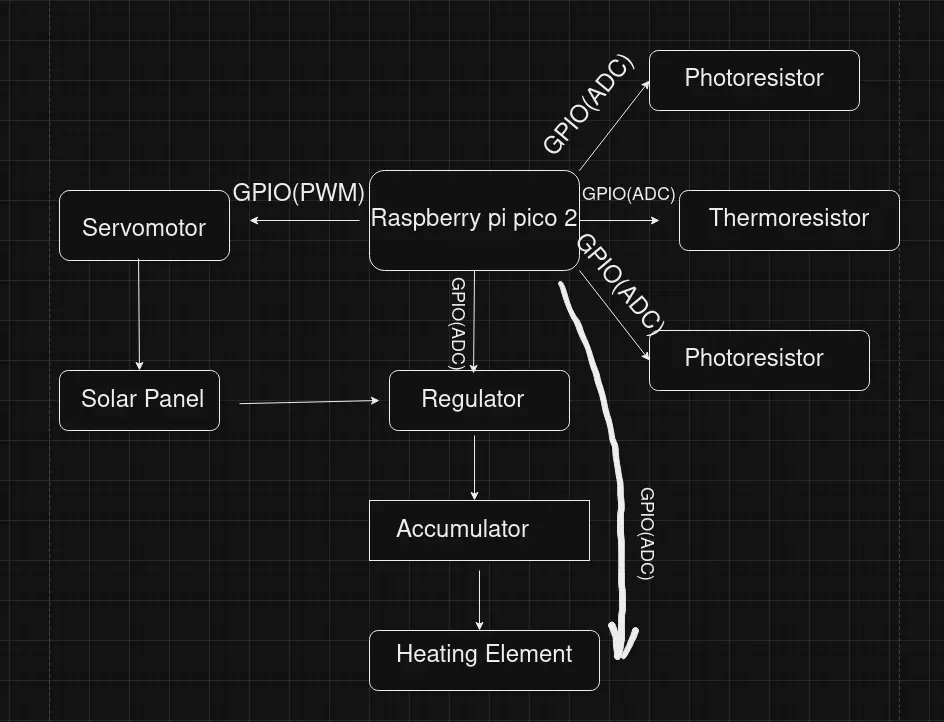 GPIO(ADC)
Photoresistor
GPIO(PWM)
Raspberry pi pico 2
GPIO(ADC)
Thermoresistor
Servomotor
GPIO(ADC)
GPIO(ADC)
Photoresistor
Solar Panel
Regulator
GPIO(ADC)
Accumulator
Heating Element